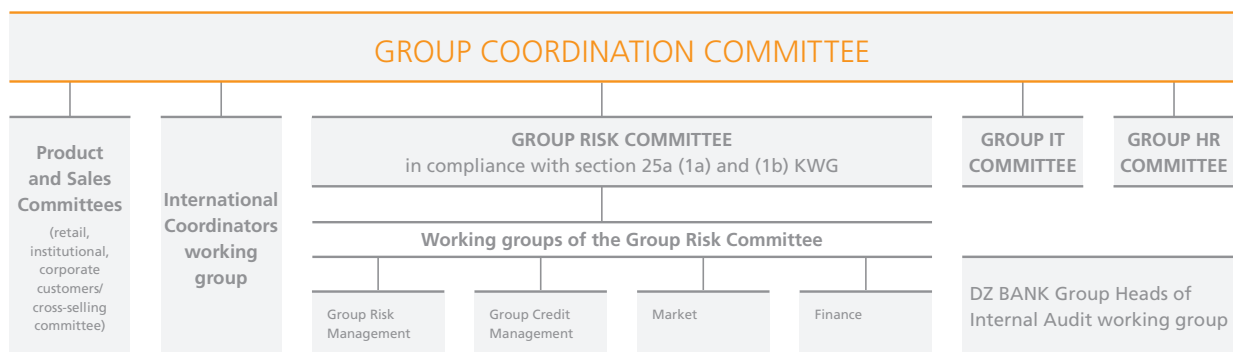 GROUP COORDINATION COMMITTEE
Product
and Sales
Committees
(retail,
institutional,
corporate
customers/
cross-selling
committee)
International
Coordinators
working
group
GROUP RISK COMMITTEE
in compliance with section 25a (1a) and (1b) KWG
Working groups of the Group Risk Committee
Group Risk
Management
Group Credit
Management
Market
Finance
GROUP IT
COMMITTEE
GROUP HR
COMMITTEE
DZ BANK Group Heads of
Internal Audit working group